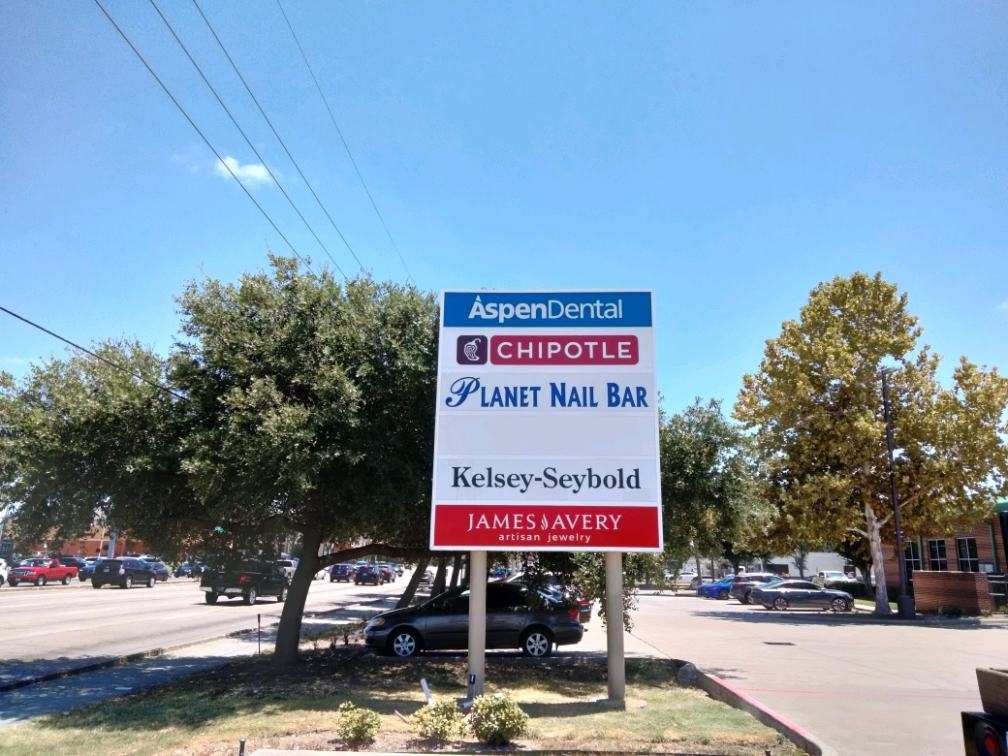 AspenDental
CHIPOTLE
PLANET NAIL BAR
Kelsey-Seybold
JAMES AVERY
artisan jewelry